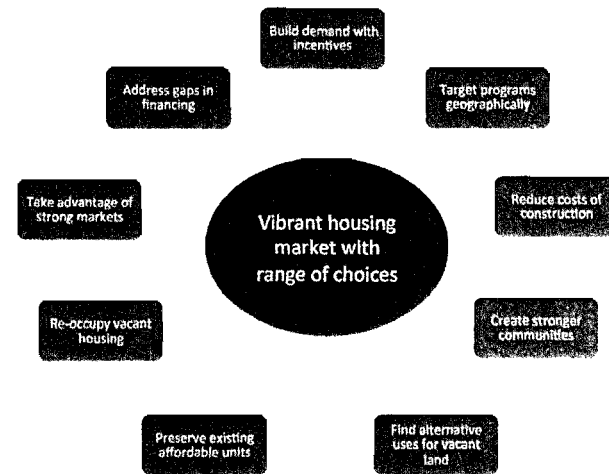 Build demand with
incentives
Address gaps in
financing
Target programs
geographically
Take advantage of
strong markets
Reduce costs of
construction
Vibrant housing
market with
range of choices
Re-occupy vacant
housing
Create stronger
communities
Preserve existing
affordable units
Find alternative
uses for vacant
land